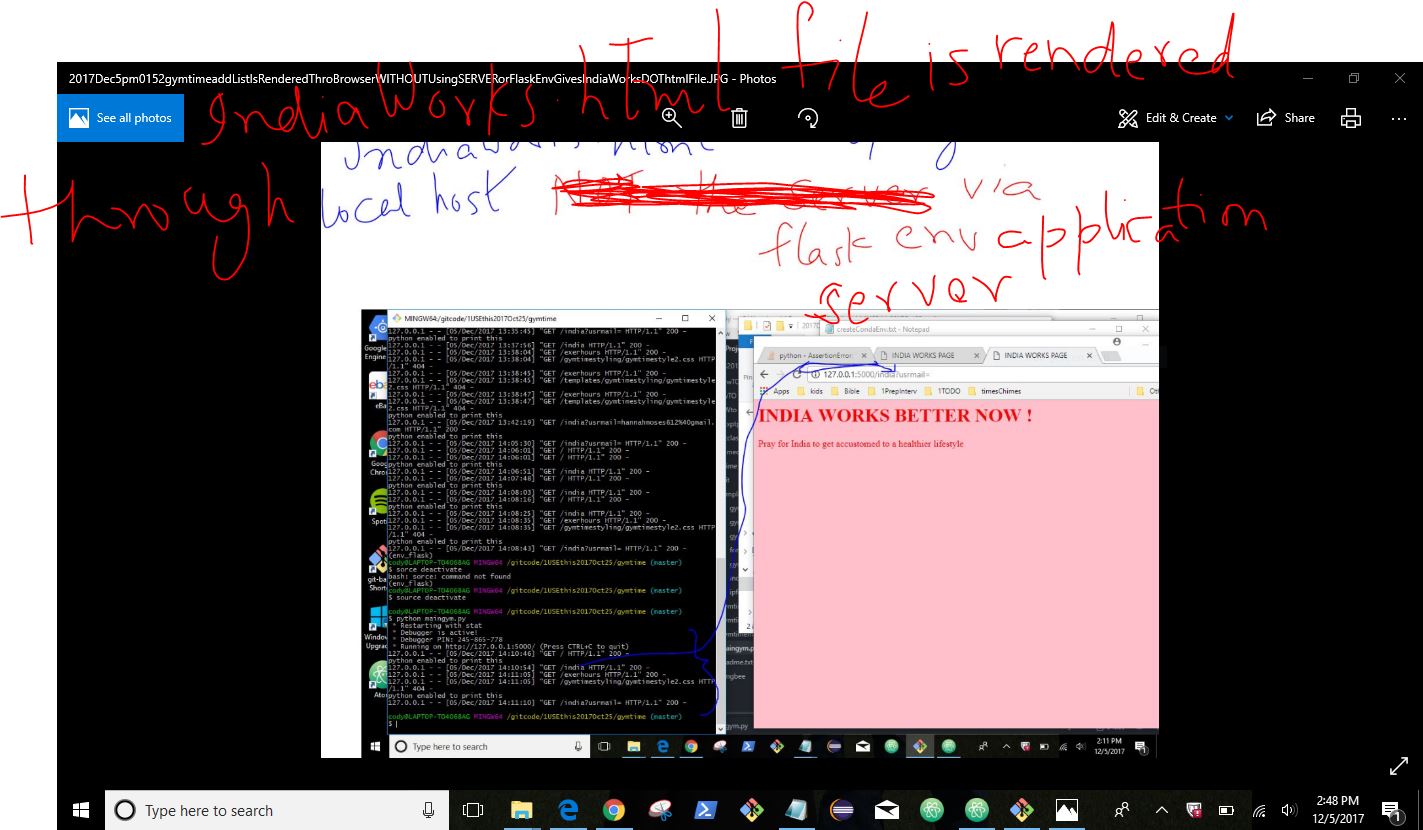 IndiaWorks.html file is rendered
through local host via
flask env application
server
2017Dec5pm0152gymtimeaddListIsRenderedThroBrowserWITHOUTUsingSERVERorFlaskEnvGivesIndiaWorksDOThtmlFile.JPG - Photos
See all photos
Edit & Create
Share
MINGW64:/gitcode/1USEthis2017Oct25/gymtime
127.0.0.1 - - [05/Dec/2017 13:35:45] "GET /india?usrmail= HTTP/1.1" 200 -
python enabled to print this
127.0.0.1 - - [05/Dec/2017 13:37:56] "GET /india HTTP/1.1" 200 -
127.0.0.1 - - [05/Dec/2017 13:38:04] "GET /exerhours HTTP/1.1" 200 -
127.0.0.1 - - [05/Dec/2017 13:38:04] "GET /gymtimestyling/gymtimestyle2.css HTTP
/1.1" 404 -
127.0.0.1 - - [05/Dec/2017 13:38:45] "GET /exerhours HTTP/1.1" 200 -
127.0.0.1 - - [05/Dec/2017 13:38:45] "GET /templates/gymtimestyling/gymtimestyle
2.css HTTP/1.1" 404 -
127.0.0.1 - - [05/Dec/2017 13:38:47] "GET /exerhours HTTP/1.1" 200 -
127.0.0.1 - - [05/Dec/2017 13:38:47] "GET /templates/gymtimestyling/gymtimestyle
2.css HTTP/1.1" 404 -
python enabled to print this
127.0.0.1 - - [05/Dec/2017 13:42:19] "GET /india?usrmail=hannahmoses612%40gmail.
com HTTP/1.1" 200 -
python enabled to print this
127.0.0.1 - - [05/Dec/2017 14:05:30] "GET /india?usrmail= HTTP/1.1" 200 -
127.0.0.1 - - [05/Dec/2017 14:06:01] "GET / HTTP/1.1" 200 -
127.0.0.1 - - [05/Dec/2017 14:06:01] "GET / HTTP/1.1" 200 -
python enabled to print this
127.0.0.1 - - [05/Dec/2017 14:06:51] "GET /india HTTP/1.1" 200 -
127.0.0.1 - - [05/Dec/2017 14:07:48] "GET / HTTP/1.1" 200 -
python enabled to print this
127.0.0.1 - - [05/Dec/2017 14:08:03] "GET /india HTTP/1.1" 200 -
127.0.0.1 - - [05/Dec/2017 14:08:16] "GET / HTTP/1.1" 200 -
python enabled to print this
127.0.0.1 - - [05/Dec/2017 14:08:25] "GET /india HTTP/1.1" 200 -
127.0.0.1 - - [05/Dec/2017 14:08:35] "GET /exerhours HTTP/1.1" 200 -
127.0.0.1 - - [05/Dec/2017 14:08:35] "GET /gymtimestyling/gymtimestyle2.css HTTP
/1.1" 404 -
python enabled to print this
127.0.0.1 - - [05/Dec/2017 14:08:43] "GET /india?usrmail= HTTP/1.1" 200 -
(env_flask)
cody@LAPTOP-TO4068AG MINGW64 /gitcode/1USEthis2017Oct25/gymtime (master)
$ sorce deactivate
bash: sorce: command not found
(env_flask)
cody@LAPTOP-TO4068AG MINGW64 /gitcode/1USEthis2017Oct25/gymtime (master)
$ source deactivate
cody@LAPTOP-TO4068AG MINGW64 /gitcode/1USEthis2017Oct25/gymtime (master)
$ python maingym.py
* Restarting with stat
* Debugger is active!
* Debugger PIN: 245-865-778
* Running on http://127.0.0.1:5000/ (Press CTRL+C to quit)
127.0.0.1 - - [05/Dec/2017 14:10:46] "GET / HTTP/1.1" 200 -
python enabled to print this
127.0.0.1 - - [05/Dec/2017 14:10:54] "GET /india HTTP/1.1" 200 -
127.0.0.1 - - [05/Dec/2017 14:11:05] "GET /exerhours HTTP/1.1" 200 -
127.0.0.1 - - [05/Dec/2017 14:11:05] "GET /gymtimestyling/gymtimestyle2.css HTTP
/1.1" 404 -
python enabled to print this
127.0.0.1 - - [05/Dec/2017 14:11:10] "GET /india?usrmail= HTTP/1.1" 200 -
cody@LAPTOP-TO4068AG MINGW64 /gitcode/1USEthis2017Oct25/gymtime (master)
$
createCondaEnv.txt - Notepad
python - AssertionError: INDIA WORKS PAGE INDIA WORKS PAGE
127.0.0.1:5000/india?usrmail=
Apps kids Bible 1PrepInterv 1TODO timesChimes
INDIA WORKS BETTER NOW !
Pray for India to get accustomed to a healthier lifestyle
Type here to search
2:11 PM
12/5/2017
Type here to search
2:48 PM
12/5/2017
1